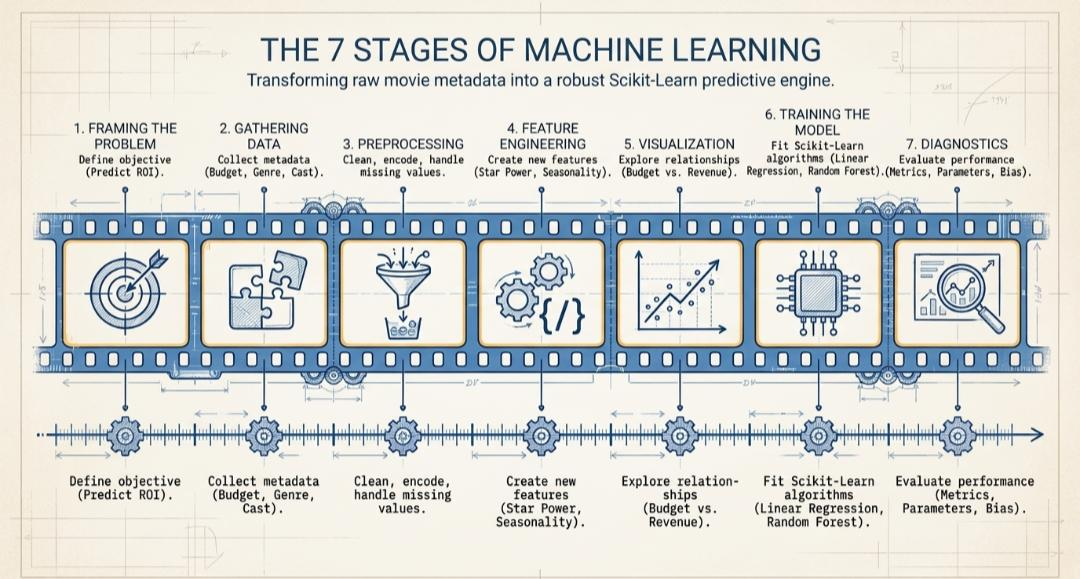 THE 7 STAGES OF MACHINE LEARNING
Transforming raw movie metadata into a robust Scikit-Learn predictive engine.
1. FRAMING THE
PROBLEM
Define objective
(Predict ROI).
2. GATHERING
DATA
Collect metadata
(Budget, Genre, Cast).
3. PREPROCESSING
Clean, encode, handle
missing values.
4. FEATURE
ENGINEERING
Create new features
(Star Power, Seasonality).
5. VISUALIZATION
Explore relationships
(Budget vs. Revenue).
6. TRAINING THE
MODEL
Fit Scikit-Learn
algorithms (Linear
Regression, Random Forest).
7. DIAGNOSTICS
Evaluate performance
(Metrics, Parameters, Bias).
{/}
Define objective
(Predict ROI).
Collect metadata
(Budget, Genre,
Cast).
Clean, encode,
handle missing
values.
Create new
features
(Star Power,
Seasonality).
Explore relation-
ships
(Budget vs.
Revenue).
Fit Scikit-Learn
algorithms
(Linear Regression,
Random Forest).
Evaluate performance
(Metrics,
Parameters, Bias).